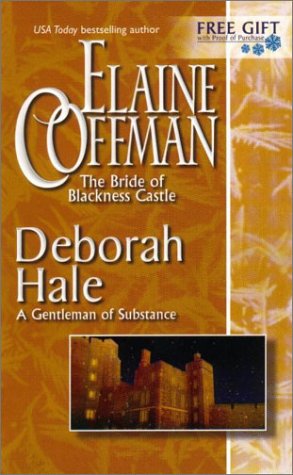 USA Today bestselling author
FREE GIFT
with Proof of Purchase
ELAINE
COFFMAN
The Bride of
Blackness Castle
Deborah
Hale
A Gentleman of Substance